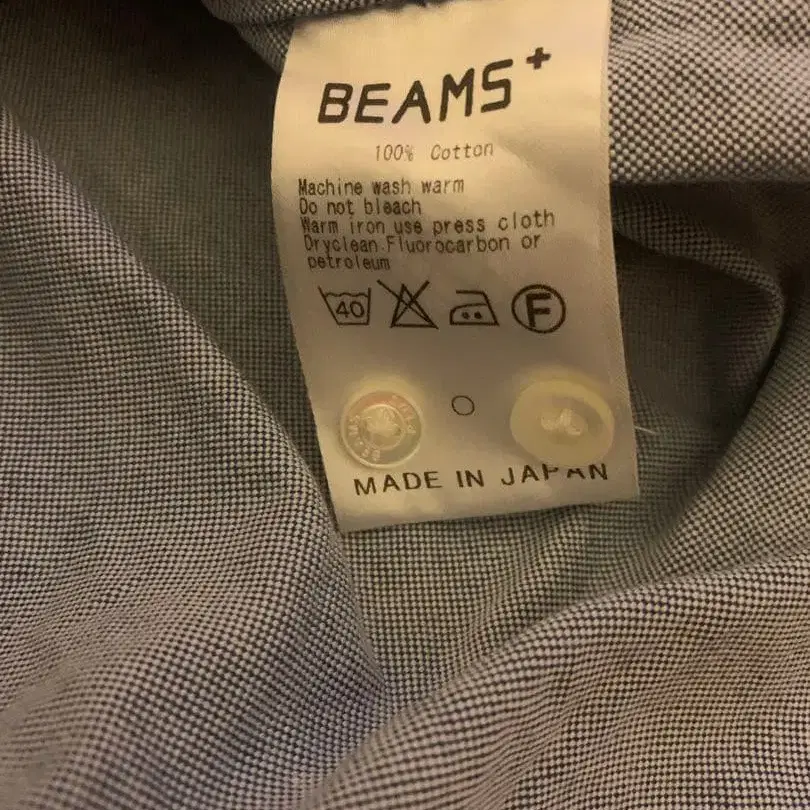 BEAMS+
100% Cotton
Machine wash warm
Do not bleach
Warm iron use press cloth
Dryclean Fluorocarbon or
petroleum
40 F
MADE IN JAPAN